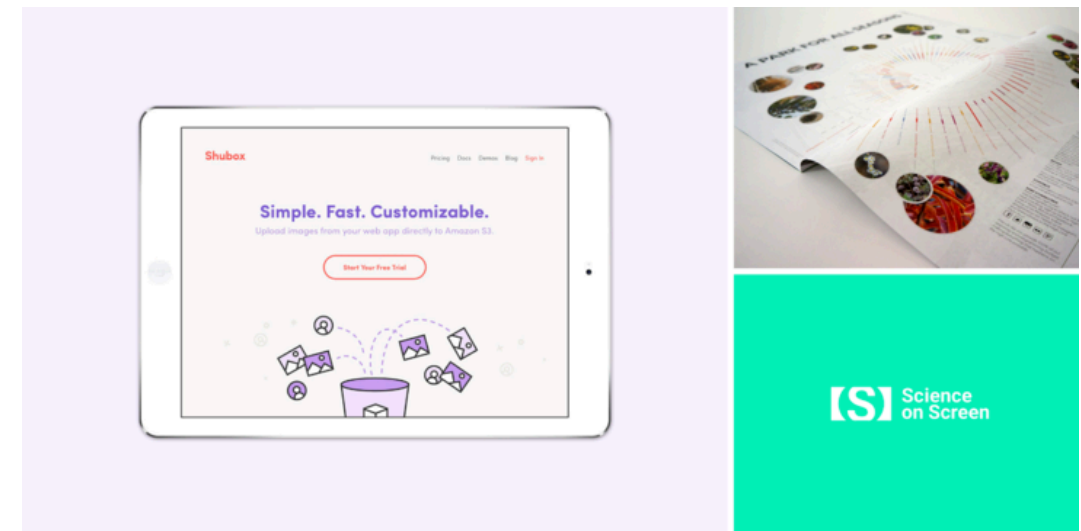 Shubox
Pricing Docs Demos Blog Sign in
Simple. Fast. Customizable.
Upload images from your web app directly to Amazon S3.
Start Your Free Trial
A PARK FOR ALL SEASONS
[S] Science
on Screen